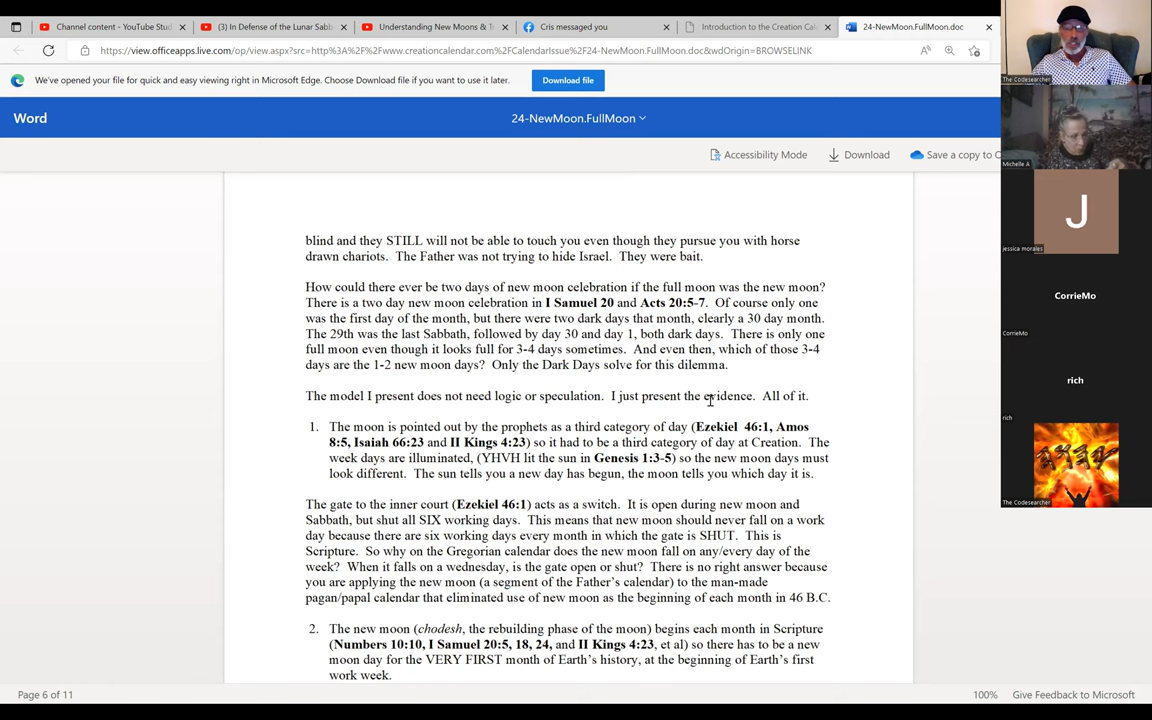 Channel content - YouTube Stud
(3) In Defense of the Lunar Sabb
Understanding New Moons & T
Cris messaged you
Introduction to the Creation Cal
24-NewMoon.FullMoon.doc
https://view.officeapps.live.com/op/view.aspx?src=http%3A%2F%2Fwww.creationcalendar.com%2FCalendarIssue%2F24-NewMoon.FullMoon.doc&wdOrigin=BROWSELINK
We've opened your file for quick and easy viewing right in Microsoft Edge. Choose Download file if you want to use it later.
Download file
Word
24-NewMoon.FullMoon
Accessibility Mode
Download
Save a copy to O
blind and they STILL will not be able to touch you even though they pursue you with horse
drawn chariots. The Father was not trying to hide Israel. They were bait.
How could there ever be two days of new moon celebration if the full moon was the new moon?
There is a two day new moon celebration in I Samuel 20 and Acts 20:5-7. Of course only one
was the first day of the month, but there were two dark days that month, clearly a 30 day month.
The 29th was the last Sabbath, followed by day 30 and day 1, both dark days. There is only one
full moon even though it looks full for 3-4 days sometimes. And even then, which of those 3-4
days are the 1-2 new moon days? Only the Dark Days solve for this dilemma.
The model I present does not need logic or speculation. I just present the evidence. All of it.
1. The moon is pointed out by the prophets as a third category of day (Ezekiel 46:1, Amos
8:5, Isaiah 66:23 and II Kings 4:23) so it had to be a third category of day at Creation. The
week days are illuminated, (YHVH lit the sun in Genesis 1:3-5) so the new moon days must
look different. The sun tells you a new day has begun, the moon tells you which day it is.
The gate to the inner court (Ezekiel 46:1) acts as a switch. It is open during new moon and
Sabbath, but shut all SIX working days. This means that new moon should never fall on a work
day because there are six working days every month in which the gate is SHUT. This is
Scripture. So why on the Gregorian calendar does the new moon fall on any/every day of the
week? When it falls on a wednesday, is the gate open or shut? There is no right answer because
you are applying the new moon (a segment of the Father's calendar) to the man-made
pagan/papal calendar that eliminated use of new moon as the beginning of each month in 46 B.C.
2. The new moon (chodesh, the rebuilding phase of the moon) begins each month in Scripture
(Numbers 10:10, I Samuel 20:5, 18, 24, and II Kings 4:23, et al) so there has to be a new
moon day for the VERY FIRST month of Earth's history, at the beginning of Earth's first
work week.
Page 6 of 11
100%
Give Feedback to Microsoft
The Codesearcher
Michelle A
J
jessica morales
CorrieMo
CorrieMo
rich
rich
The Codesearcher